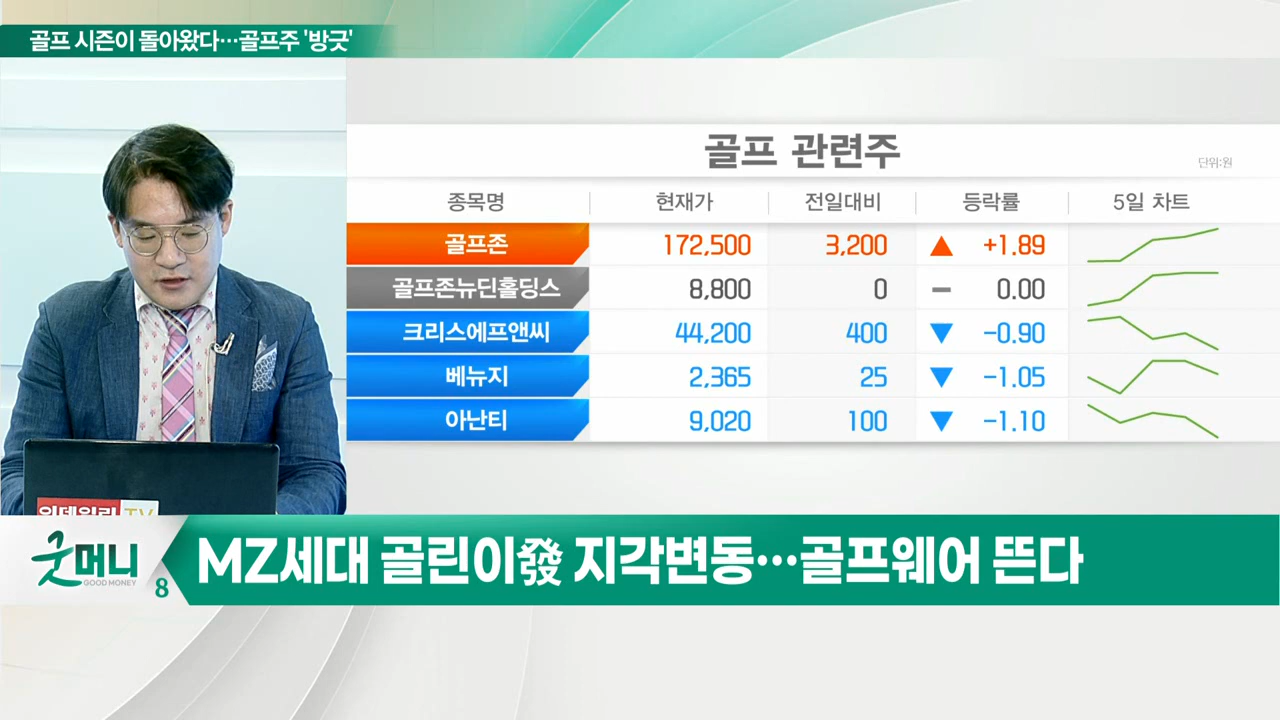 골프 시즌이 돌아왔다…골프주 '방긋'
골프 관련주
단위:원
종목명 현재가 전일대비 등락률 5일 차트
골프존 172,500 3,200 ▲ +1.89
골프존뉴딘홀딩스 8,800 0 － 0.00
크리스에프앤씨 44,200 400 ▼ -0.90
베뉴지 2,365 25 ▼ -1.05
아난티 9,020 100 ▼ -1.10
이데일리 TV
굿머니
GOOD MONEY
8
MZ세대 골린이發 지각변동…골프웨어 뜬다